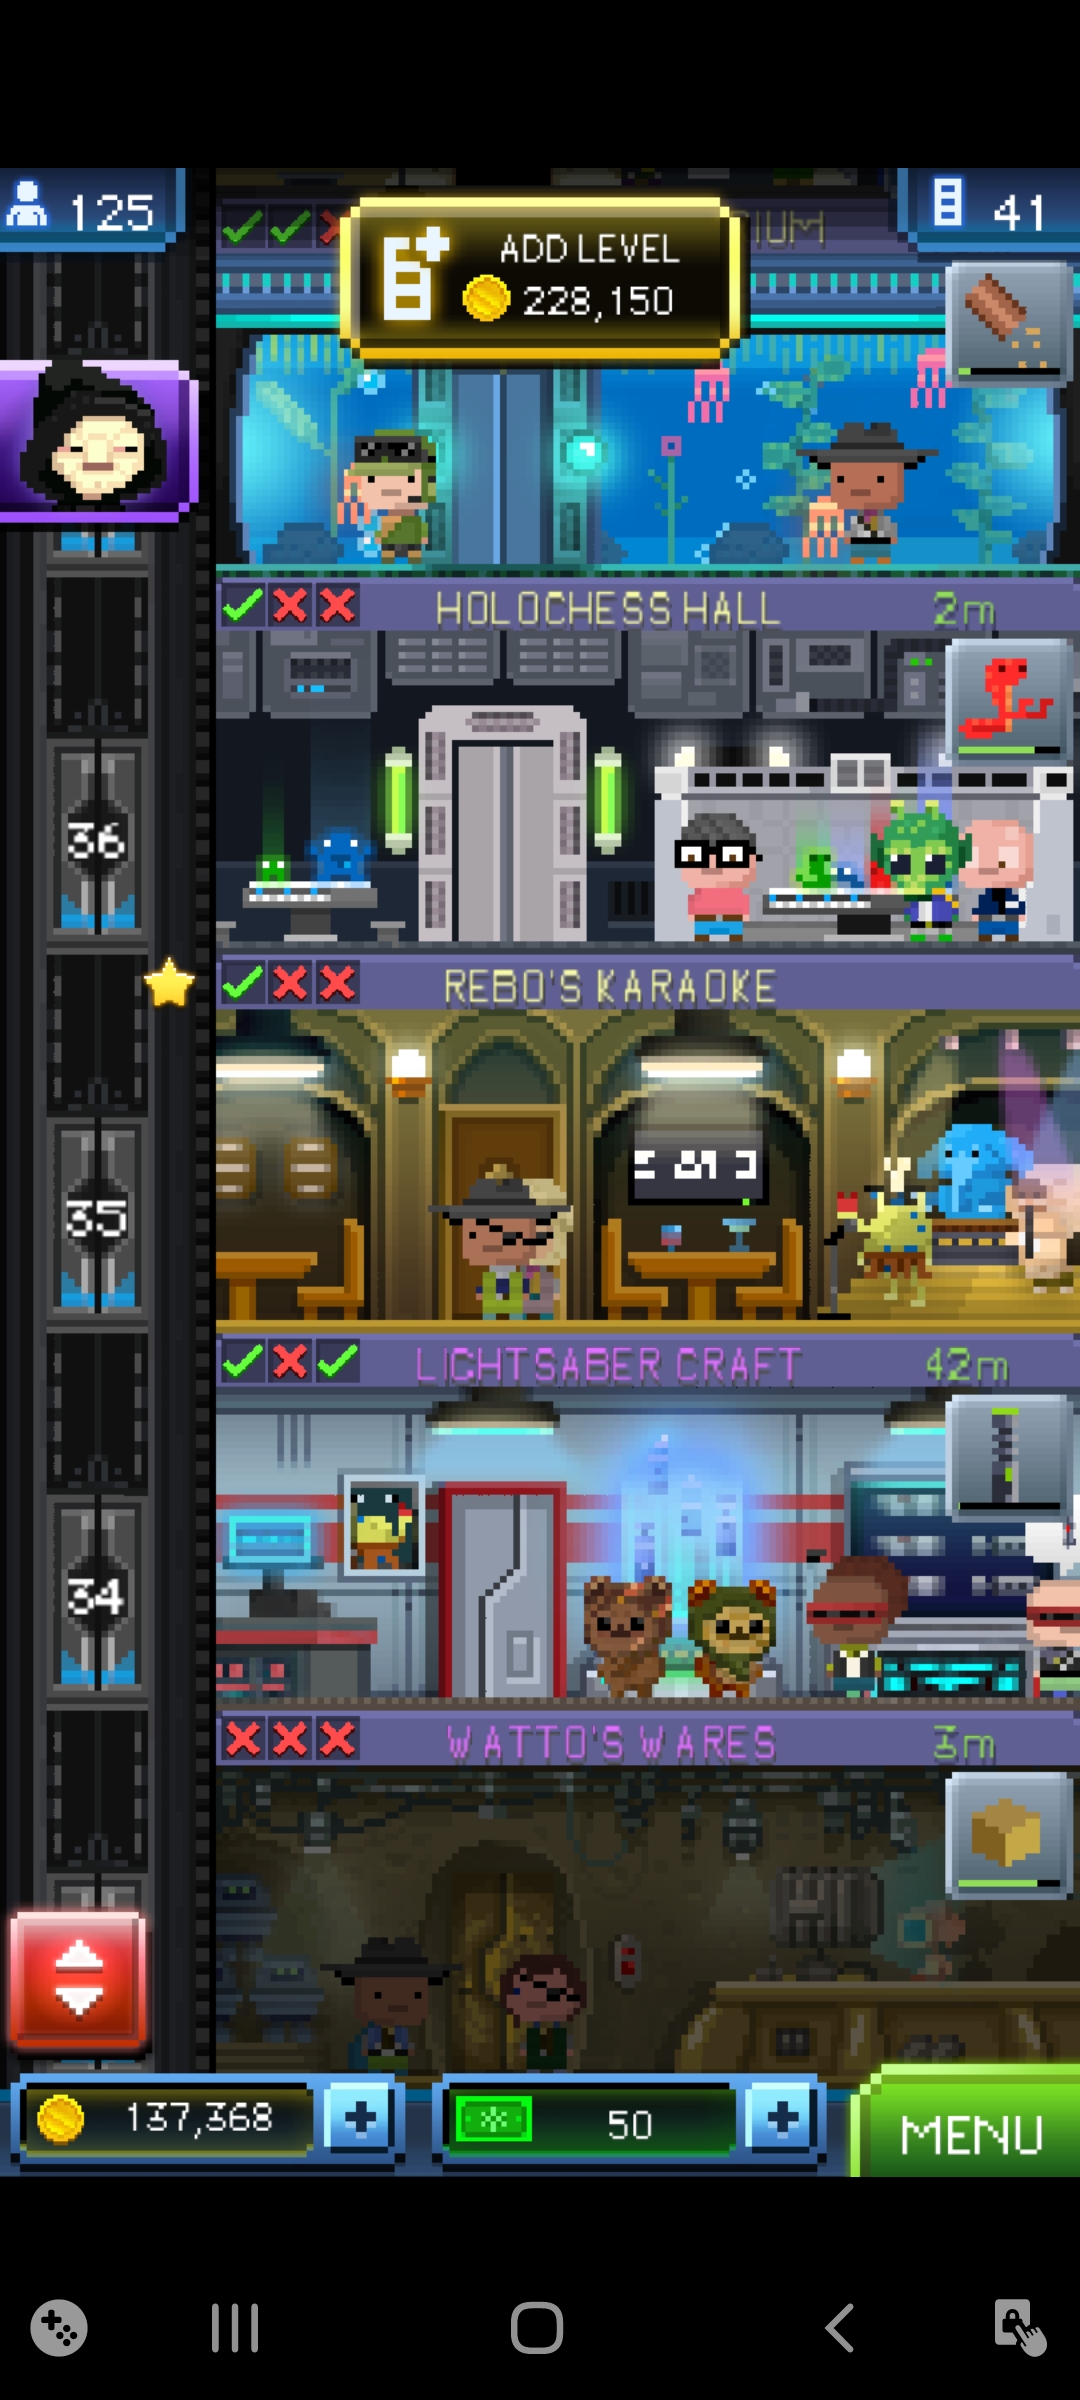 125
ADD LEVEL
228,150
IUM
41
HOLOCHESS HALL
2m
36
REBO'S KARAOKE
35
LIGHTSABER CRAFT
42m
34
WATTO'S WARES
3m
137,368
50
MENU